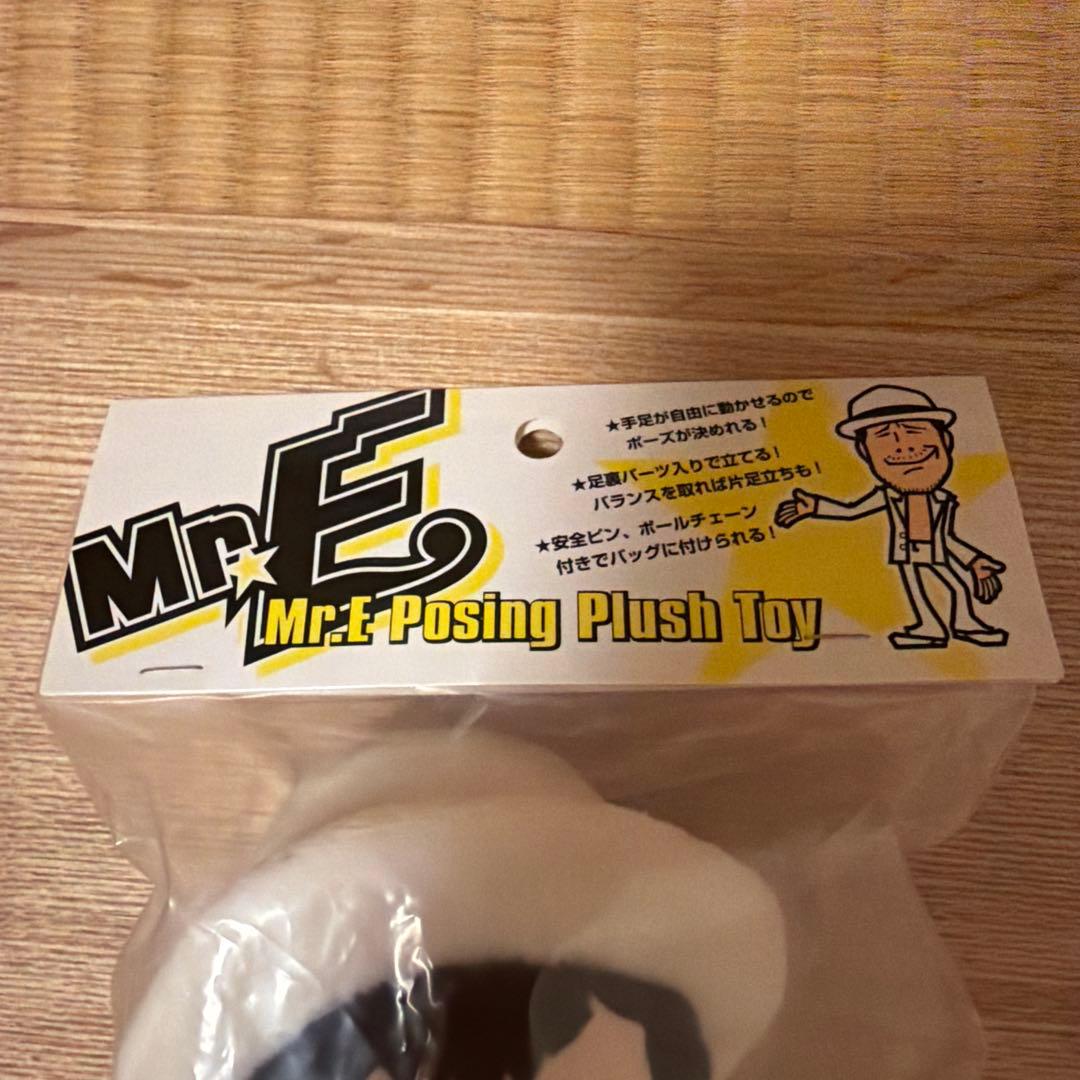 Mr.E
★手足が自由に動かせるので
ポーズが決めれる！
★足裏パーツ入りで立てる！
バランスを取れば片足立ちも！
★安全ピン、ボールチェーン
付きでバッグに付けられる！
Mr.E Posing Plush Toy